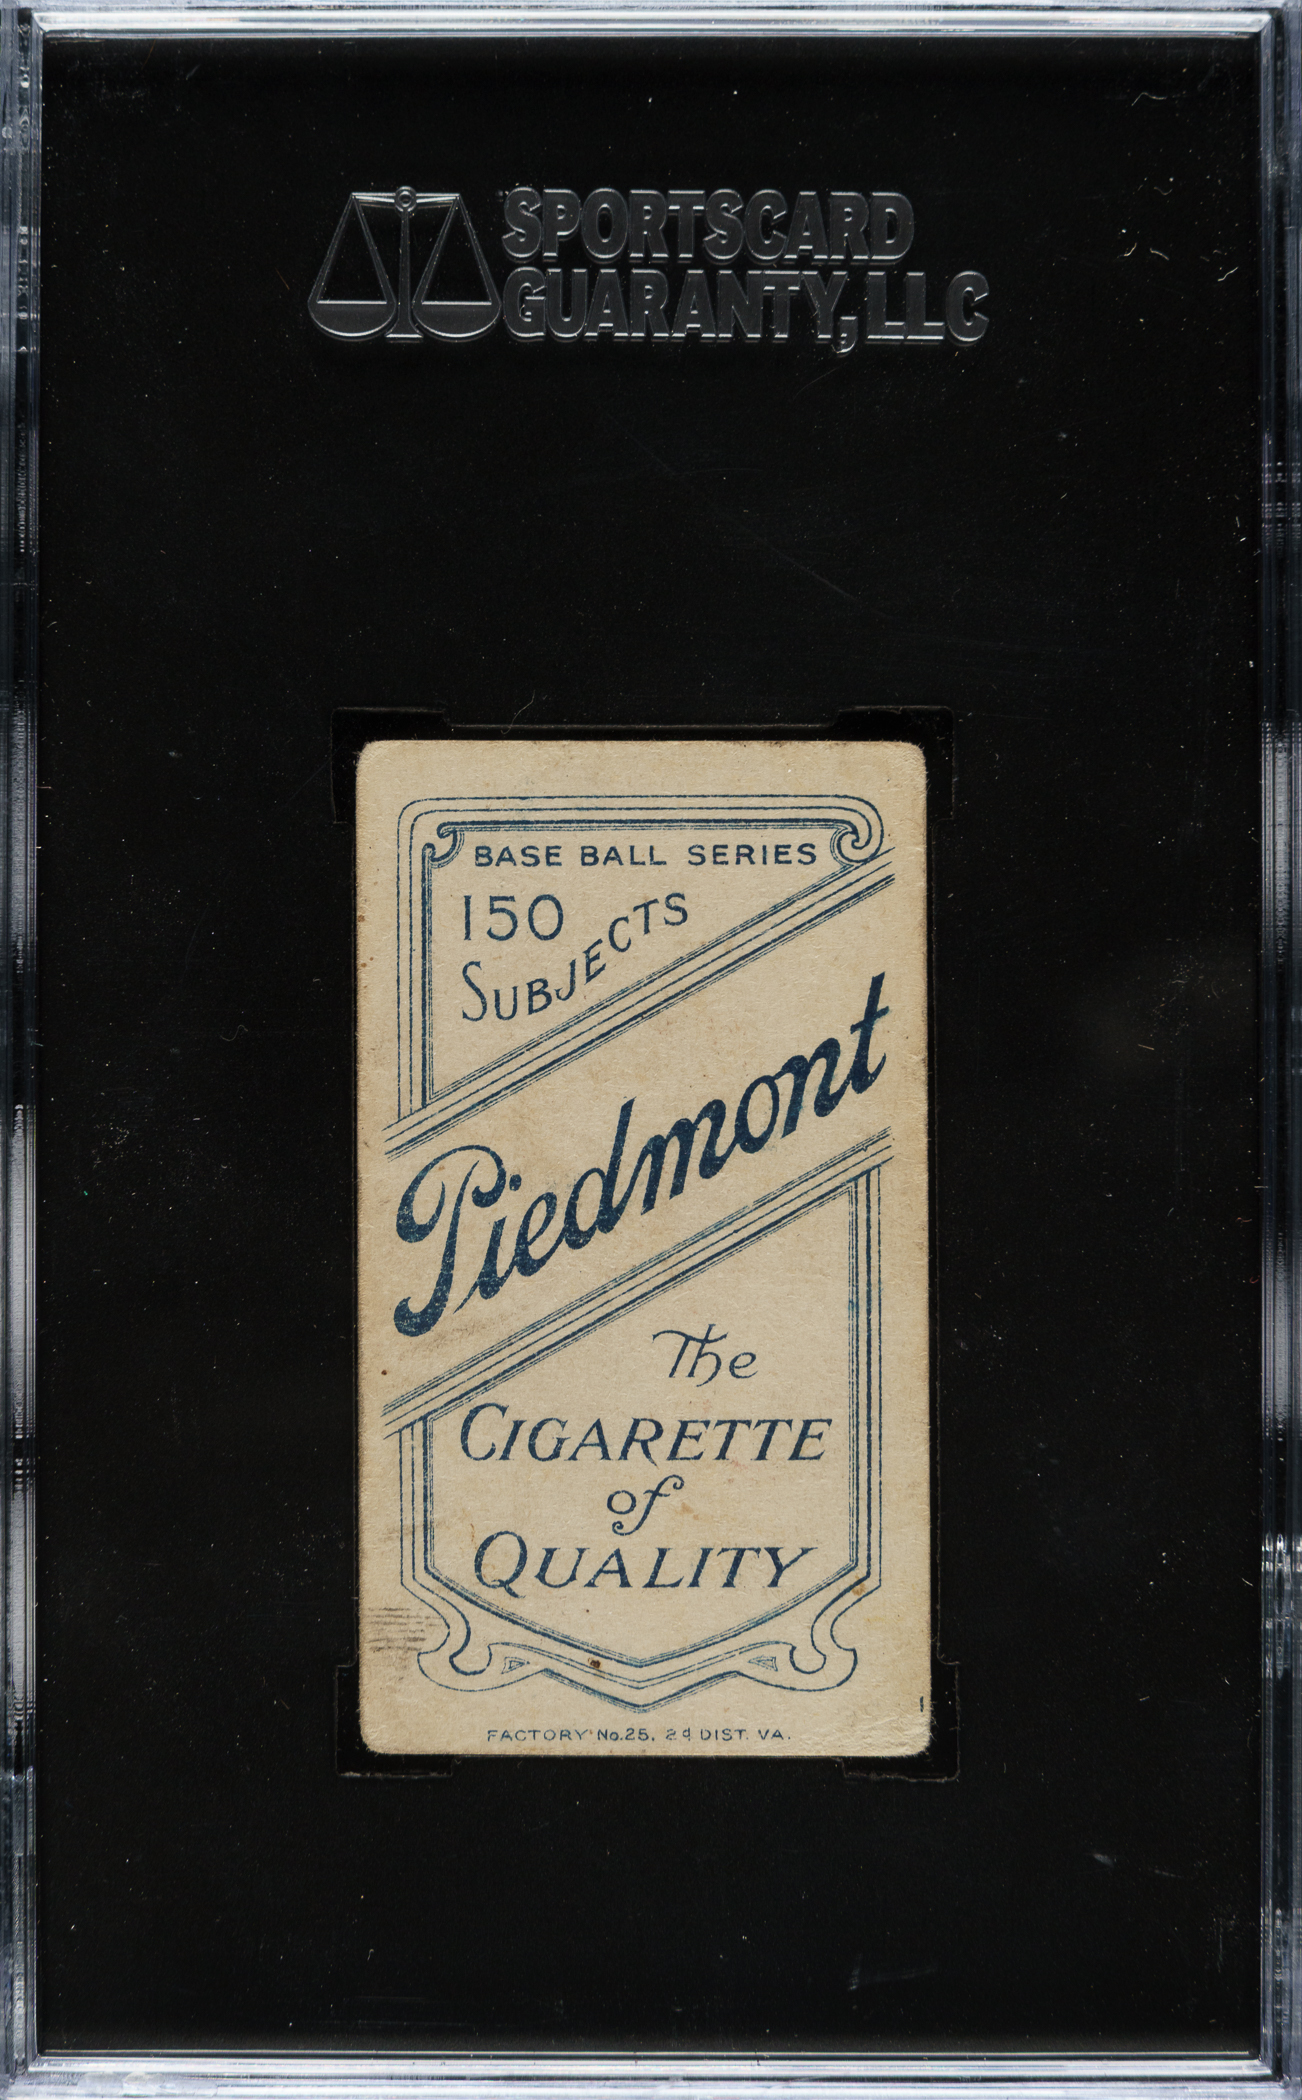 SPORTSCARD
GUARANTY, LLC
BASE BALL SERIES
150
SUBJECTS
Piedmont
The
CIGARETTE
of
QUALITY
FACTORY No.25, 2d DIST. VA.